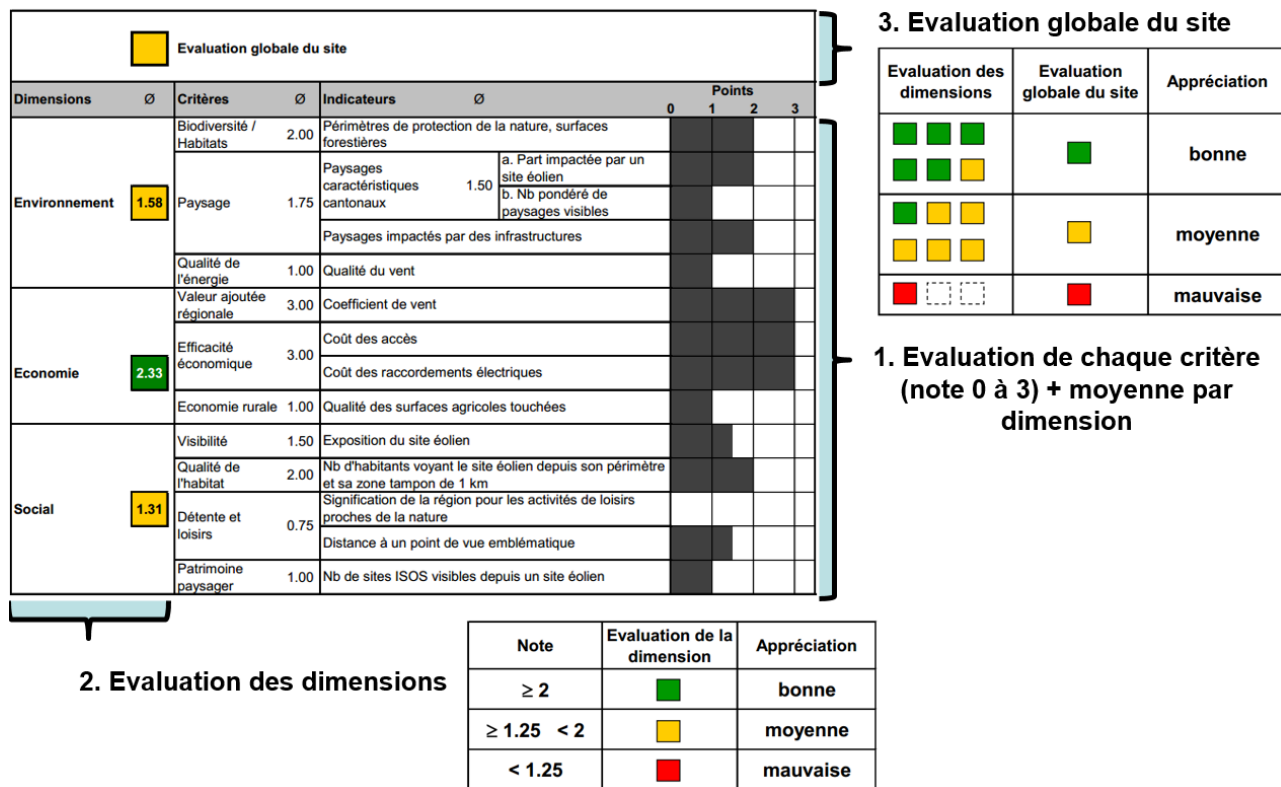 Evaluation globale du site
Dimensions Ø Critères Ø Indicateurs Ø Points
0 1 2 3
Environnement 1.58
Biodiversité /
Habitats
2.00
Périmètres de protection de la nature, surfaces
forestières
Paysage 1.75
Paysages
caractéristiques
cantonaux
1.50
a. Part impactée par un
site éolien
b. Nb pondéré de
paysages visibles
Paysages impactés par des infrastructures
Qualité de
l'énergie
1.00 Qualité du vent
Economie 2.33
Valeur ajoutée
régionale
3.00 Coefficient de vent
Efficacité
économique
3.00
Coût des accès
Coût des raccordements électriques
Economie rurale 1.00 Qualité des surfaces agricoles touchées
Social 1.31
Visibilité 1.50 Exposition du site éolien
Qualité de
l'habitat
2.00
Nb d'habitants voyant le site éolien depuis son périmètre
et sa zone tampon de 1 km
Détente et
loisirs
0.75
Signification de la région pour les activités de loisirs
proches de la nature
Distance à un point de vue emblématique
Patrimoine
paysager
1.00 Nb de sites ISOS visibles depuis un site éolien
3. Evaluation globale du site
Evaluation des
dimensions
Evaluation
globale du site
Appréciation
bonne
moyenne
mauvaise
1. Evaluation de chaque critère
(note 0 à 3) + moyenne par
dimension
2. Evaluation des dimensions
Note
Evaluation de la
dimension
Appréciation
≥ 2 bonne
≥ 1.25 < 2 moyenne
< 1.25 mauvaise